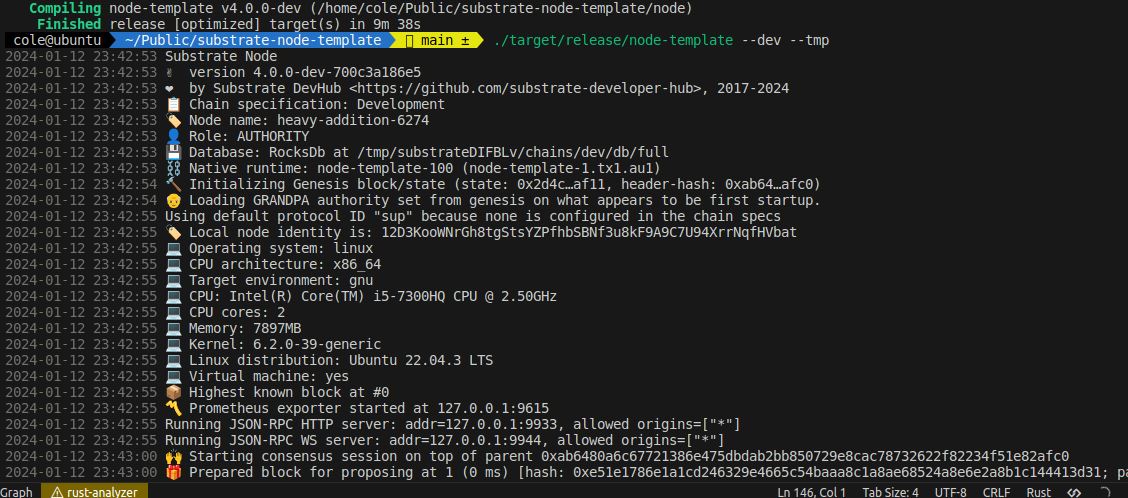 Compiling node-template v4.0.0-dev (/home/cole/Public/substrate-node-template/node)
Finished release [optimized] target(s) in 9m 38s
cole@ubuntu ~/Public/substrate-node-template main ± ./target/release/node-template --dev --tmp
2024-01-12 23:42:53 Substrate Node
2024-01-12 23:42:53 ✌️ version 4.0.0-dev-700c3a186e5
2024-01-12 23:42:53 ❤️ by Substrate DevHub <https://github.com/substrate-developer-hub>, 2017-2024
2024-01-12 23:42:53 📋 Chain specification: Development
2024-01-12 23:42:53 🏷 Node name: heavy-addition-6274
2024-01-12 23:42:53 👤 Role: AUTHORITY
2024-01-12 23:42:53 💾 Database: RocksDb at /tmp/substrateDIFBLv/chains/dev/db/full
2024-01-12 23:42:53 ⛓ Native runtime: node-template-100 (node-template-1.tx1.au1)
2024-01-12 23:42:54 🔨 Initializing Genesis block/state (state: 0x2d4c…af11, header-hash: 0xab64…afc0)
2024-01-12 23:42:54 👴 Loading GRANDPA authority set from genesis on what appears to be first startup.
2024-01-12 23:42:55 Using default protocol ID "sup" because none is configured in the chain specs
2024-01-12 23:42:55 🏷 Local node identity is: 12D3KooWNrGh8tgStsYZPfhbSBNf3u8kF9A9C7U94XrrNqfHVbat
2024-01-12 23:42:55 💻 Operating system: linux
2024-01-12 23:42:55 💻 CPU architecture: x86_64
2024-01-12 23:42:55 💻 Target environment: gnu
2024-01-12 23:42:55 💻 CPU: Intel(R) Core(TM) i5-7300HQ CPU @ 2.50GHz
2024-01-12 23:42:55 💻 CPU cores: 2
2024-01-12 23:42:55 💻 Memory: 7897MB
2024-01-12 23:42:55 💻 Kernel: 6.2.0-39-generic
2024-01-12 23:42:55 💻 Linux distribution: Ubuntu 22.04.3 LTS
2024-01-12 23:42:55 💻 Virtual machine: yes
2024-01-12 23:42:55 📦 Highest known block at #0
2024-01-12 23:42:55 〽️ Prometheus exporter started at 127.0.0.1:9615
2024-01-12 23:42:55 Running JSON-RPC HTTP server: addr=127.0.0.1:9933, allowed origins=["*"]
2024-01-12 23:42:55 Running JSON-RPC WS server: addr=127.0.0.1:9944, allowed origins=["*"]
2024-01-12 23:43:00 🙌 Starting consensus session on top of parent 0xab6480a6c67721386e475dbdab2bb850729e8cac78732622f82234f51e82afc0
2024-01-12 23:43:00 🎁 Prepared block for proposing at 1 (0 ms) [hash: 0xe51e1786e1a1cd246329e4665c54baaa8c1a8ae68524a8e6e2a8b1c144413d31; pa
Graph rust-analyzer Ln 146, Col 1 Tab Size: 4 UTF-8 CRLF Rust